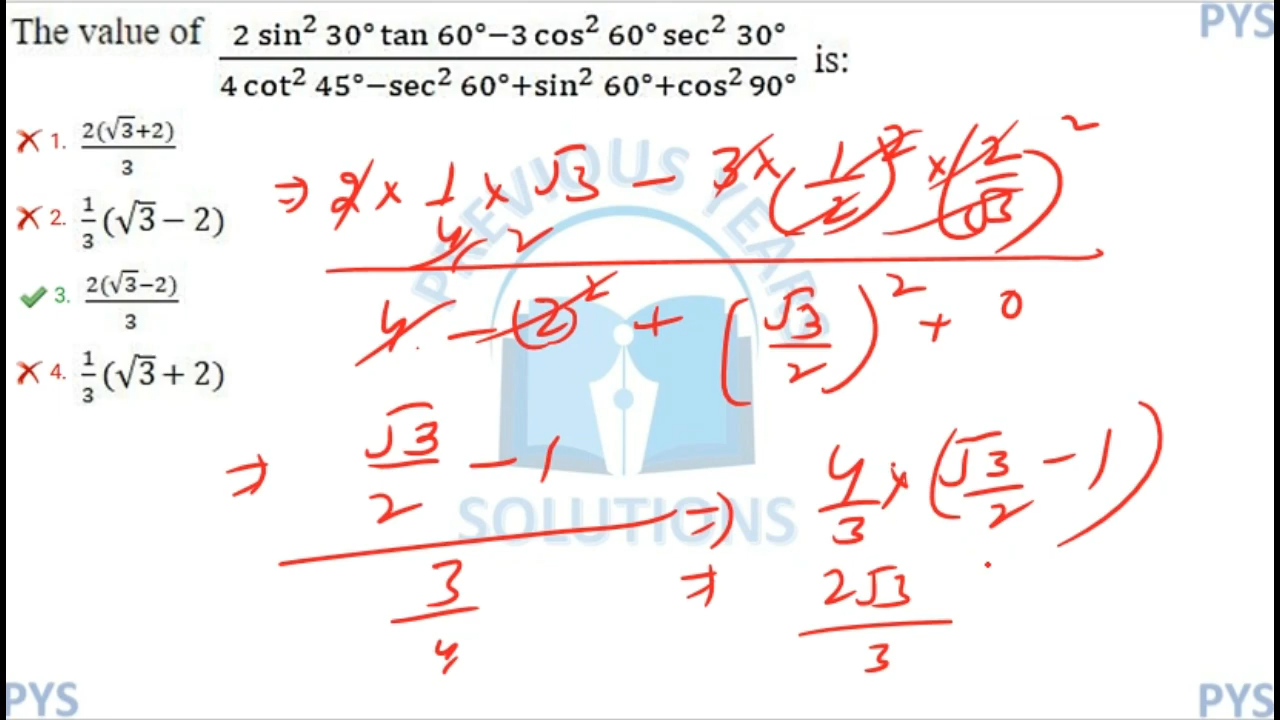 The value of (2 sin² 30° tan 60°−3 cos² 60° sec² 30°)/(4 cot² 45°−sec² 60°+sin² 60°+cos² 90°) is:
1. 2(√3+2)/3
2. 1/3 (√3 − 2)
3. 2(√3−2)/3
4. 1/3 (√3 + 2)
⇒ 2 × 1/4 2 × √3 − 3 × (1/2)² × (2/√3)²
4 − (2)² + (√3/2)² + 0
⇒ (√3/2 − 1)/(3/4) ⇒ 4/3 × (√3/2 − 1)
⇒ 2√3/3
PREVIOUS YEARS
SOLUTIONS
PYS
PYS
PYS